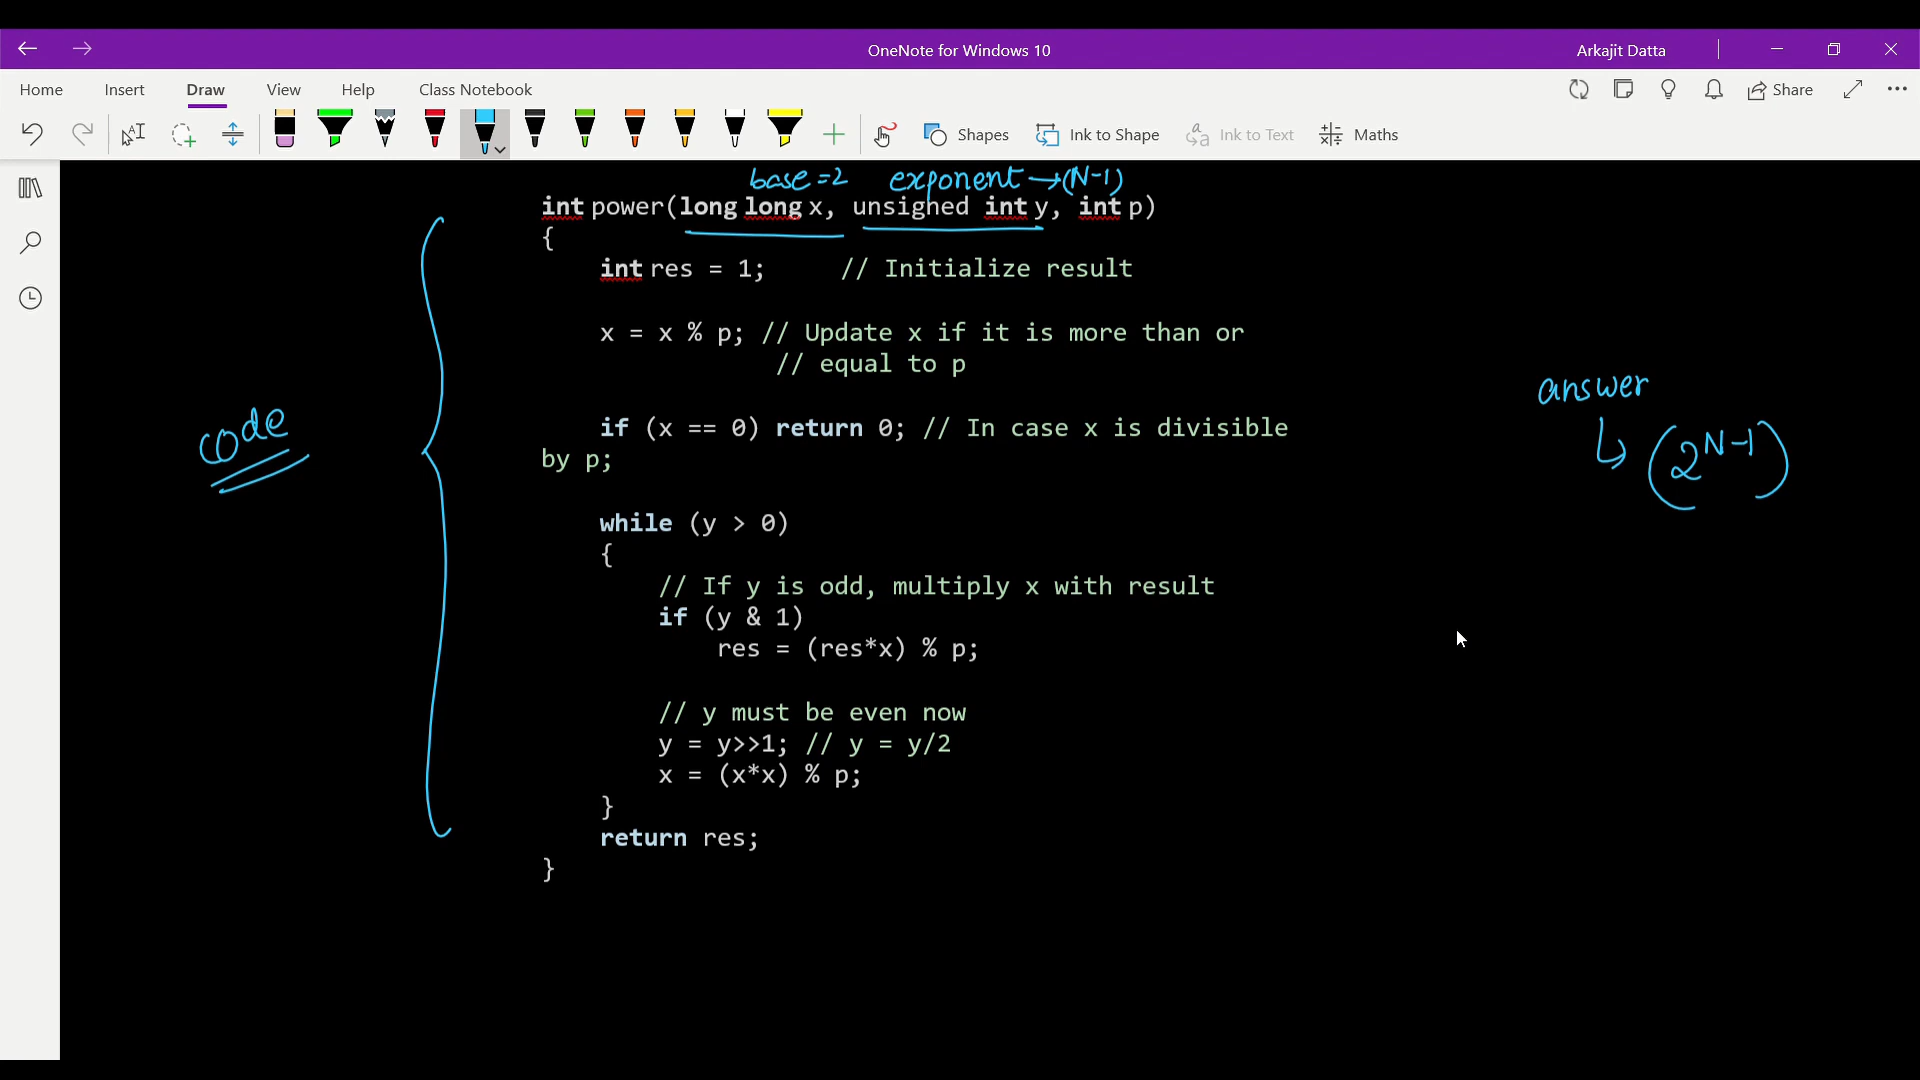 OneNote for Windows 10
Arkajit Datta
Home Insert Draw View Help Class Notebook
Share
Shapes Ink to Shape Ink to Text Maths
base=2 exponent→(N-1)
int power(long long x, unsigned int y, int p)
{
int res = 1; // Initialize result
x = x % p; // Update x if it is more than or
// equal to p
if (x == 0) return 0; // In case x is divisible
by p;
while (y > 0)
{
// If y is odd, multiply x with result
if (y & 1)
res = (res*x) % p;
// y must be even now
y = y>>1; // y = y/2
x = (x*x) % p;
}
return res;
}
code
answer
↳ (2^N-1)